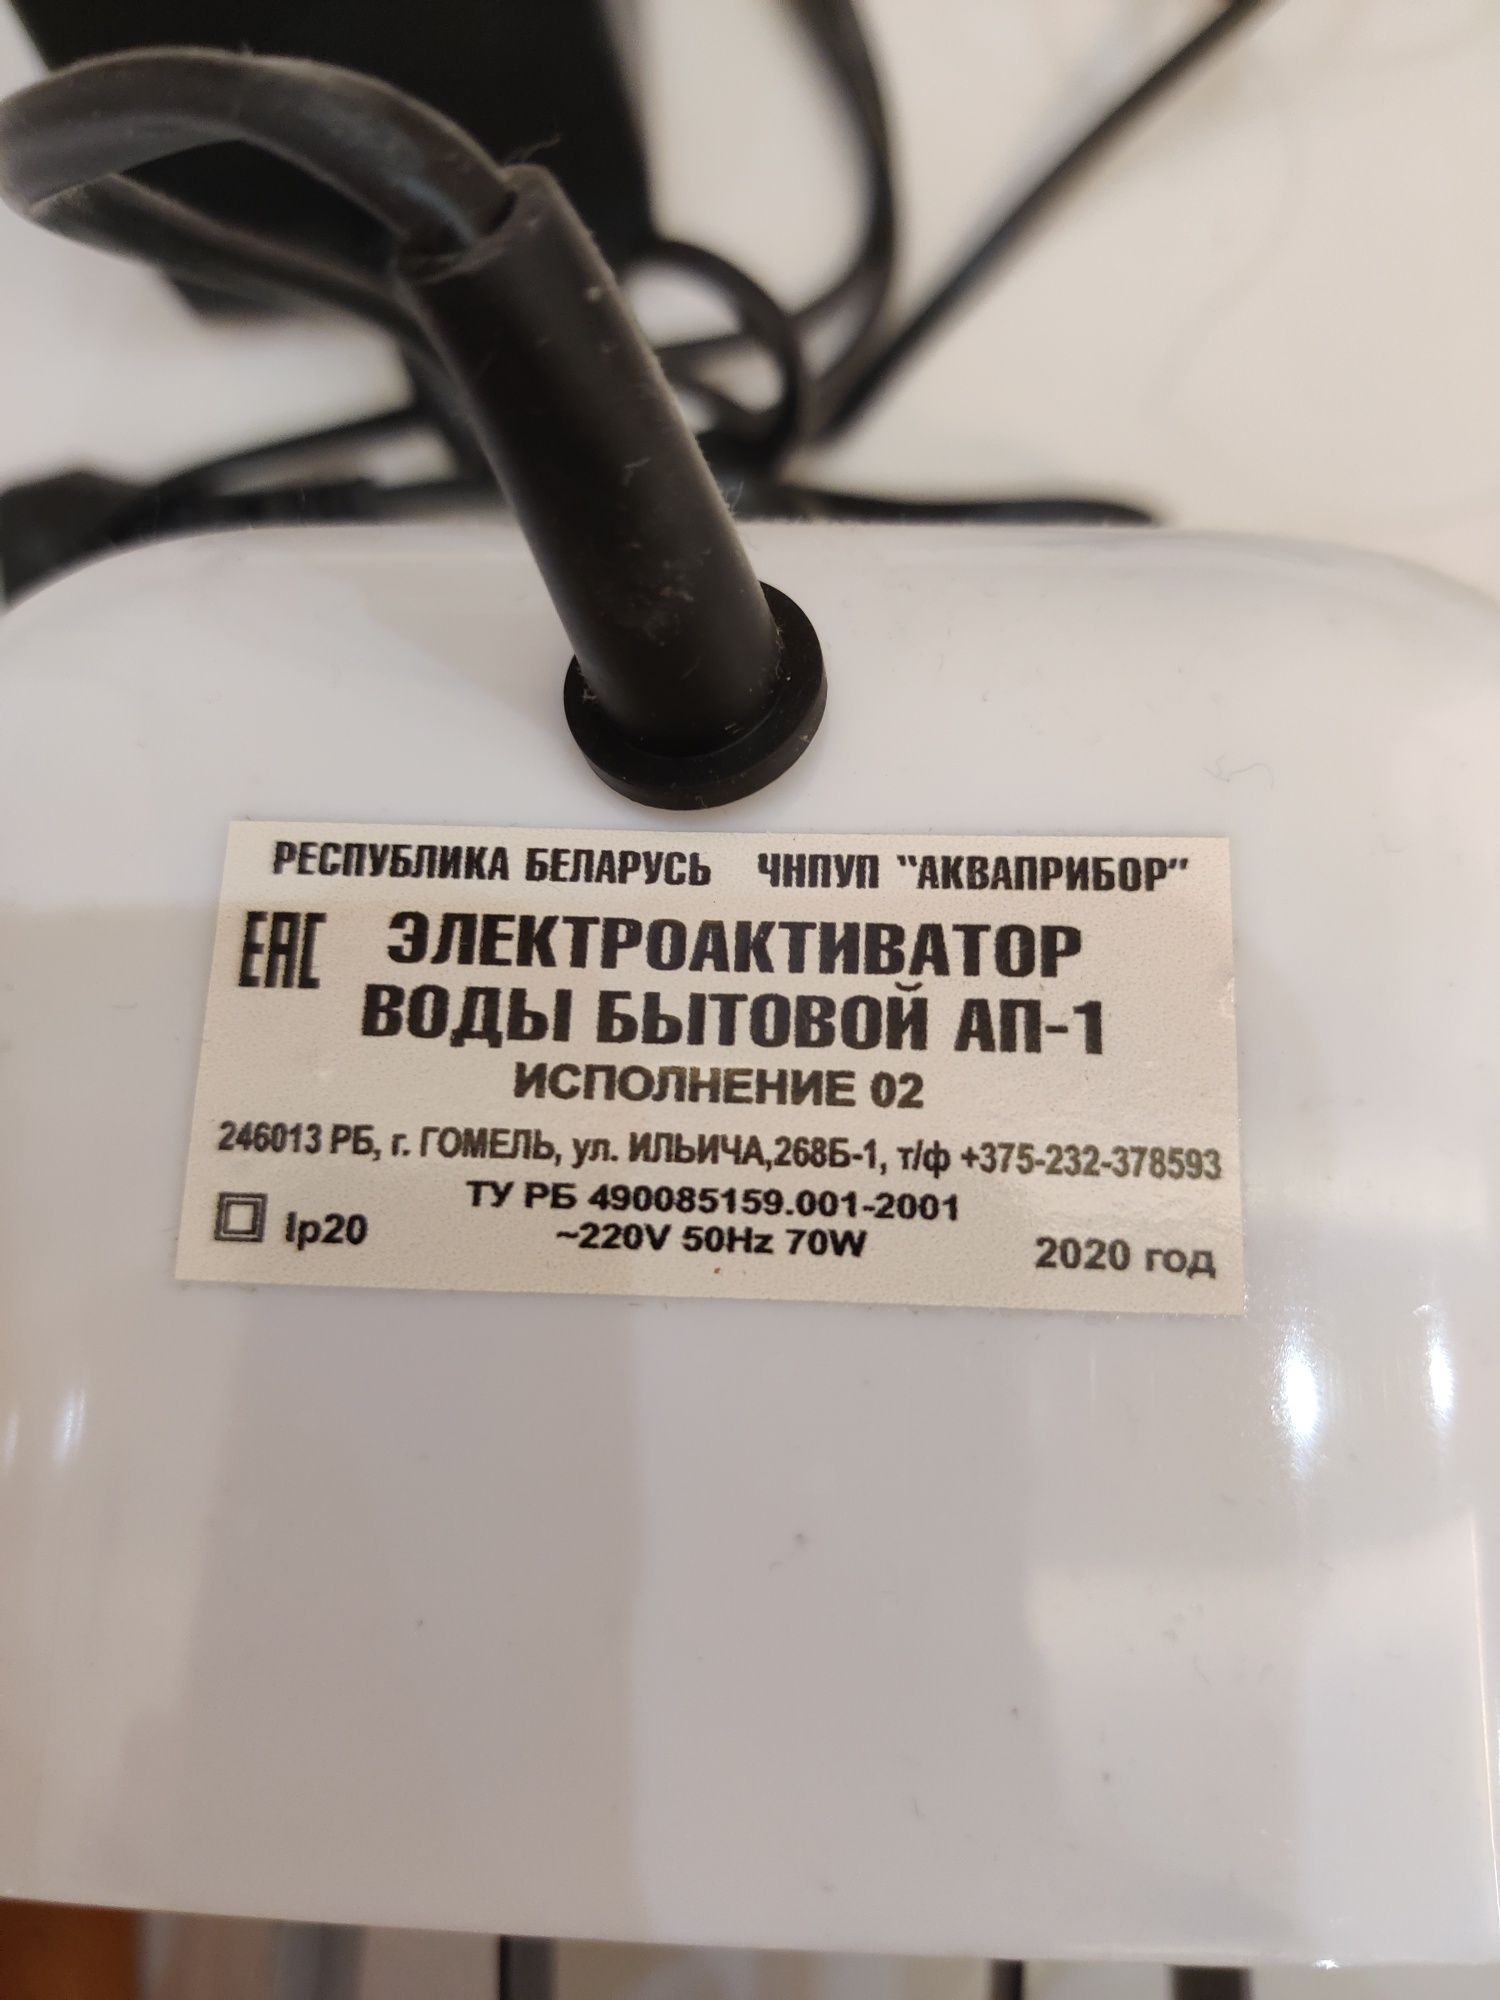 РЕСПУБЛИКА БЕЛАРУСЬ ЧНПУП "АКВАПРИБОР"
EAC ЭЛЕКТРОАКТИВАТОР
ВОДЫ БЫТОВОЙ АП-1
ИСПОЛНЕНИЕ 02
246013 РБ, г. ГОМЕЛЬ, ул. ИЛЬИЧА,268Б-1, т/ф +375-232-378593
ТУ РБ 490085159.001-2001
Ip20 ~220V 50Hz 70W 2020 год